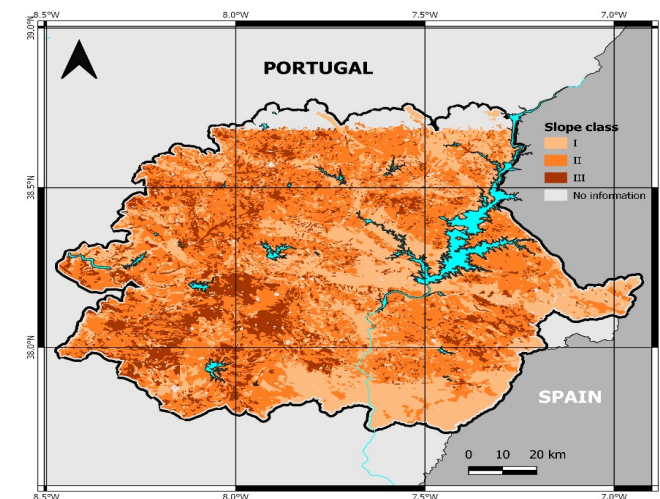 8.5°W
8.0°W
7.5°W
7.0°W
39.0°N
PORTUGAL
Slope class
I
II
III
No information
38.5°N
38.0°N
SPAIN
0 10 20 km
8.5°W
8.0°W
7.5°W
7.0°W